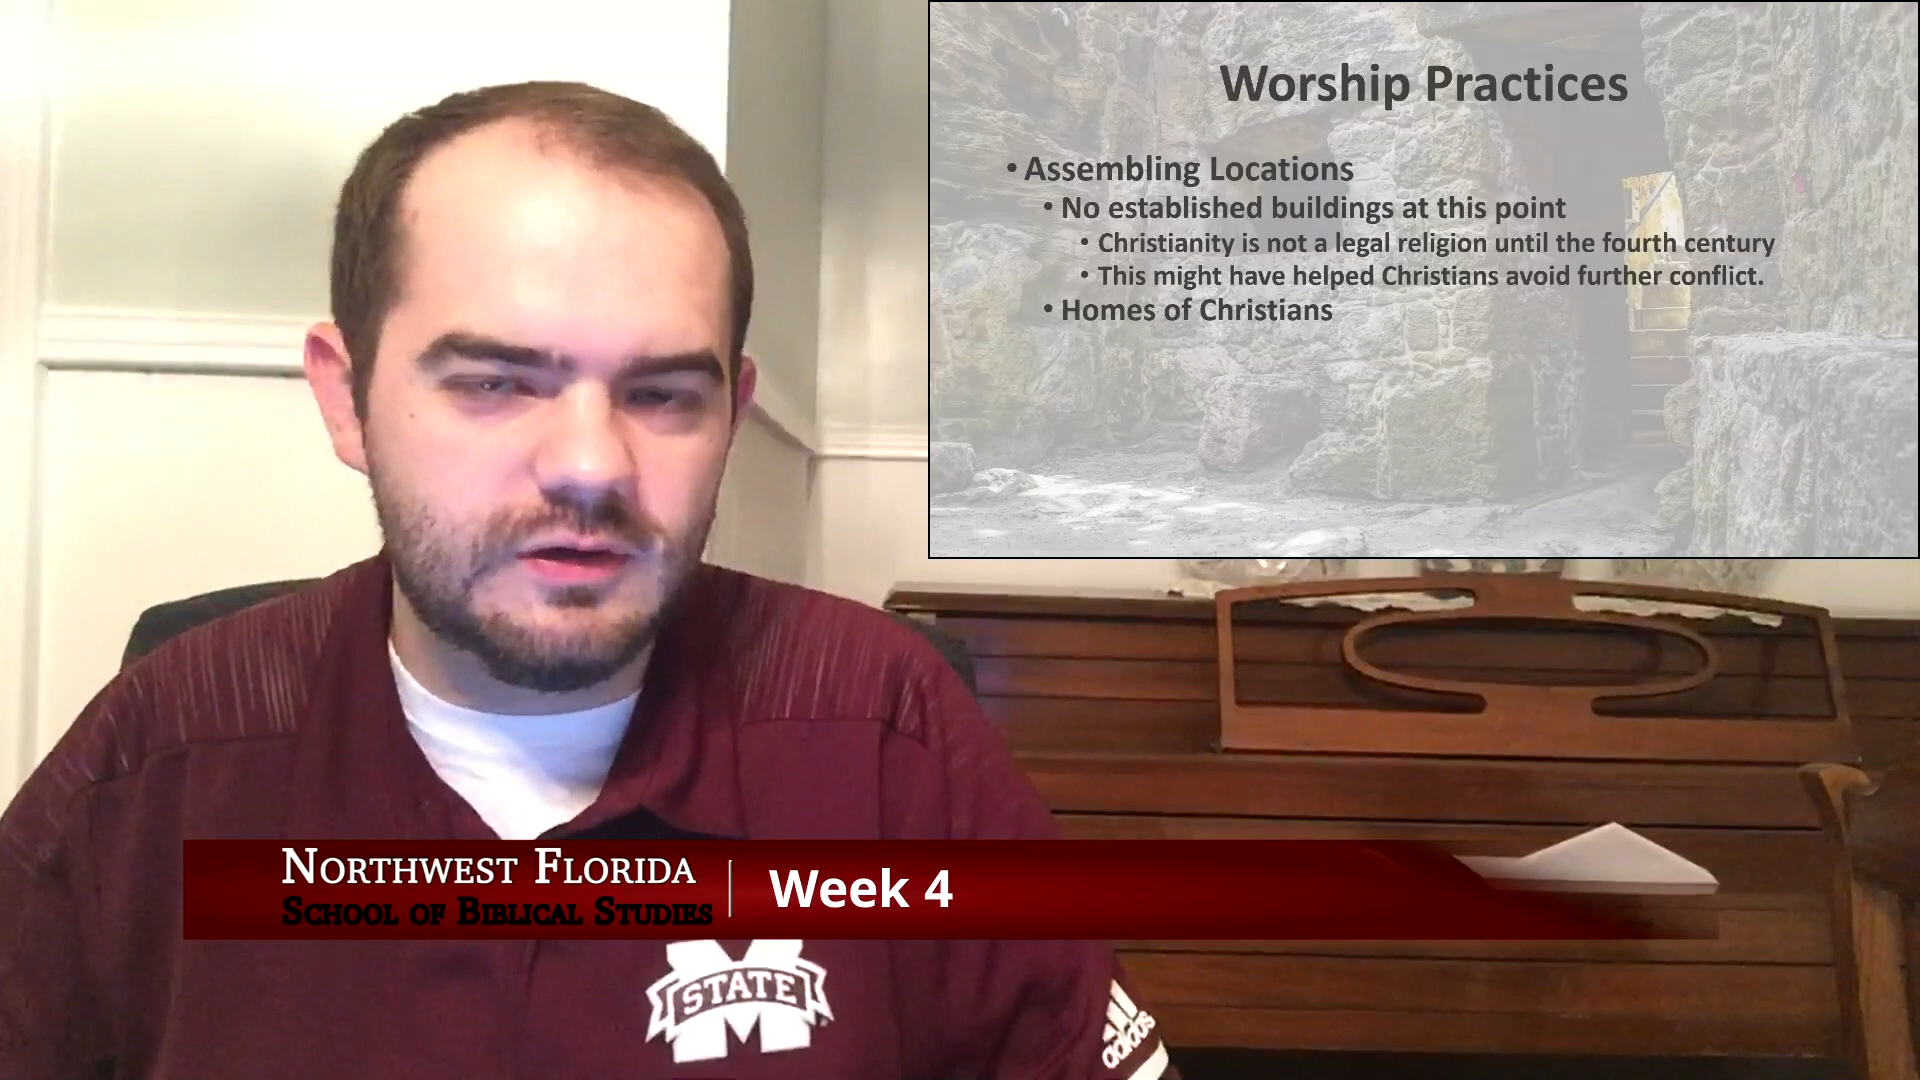 Worship Practices
• Assembling Locations
• No established buildings at this point
• Christianity is not a legal religion until the fourth century
• This might have helped Christians avoid further conflict.
• Homes of Christians
NORTHWEST FLORIDA
SCHOOL OF BIBLICAL STUDIES
Week 4
STATE
adidas